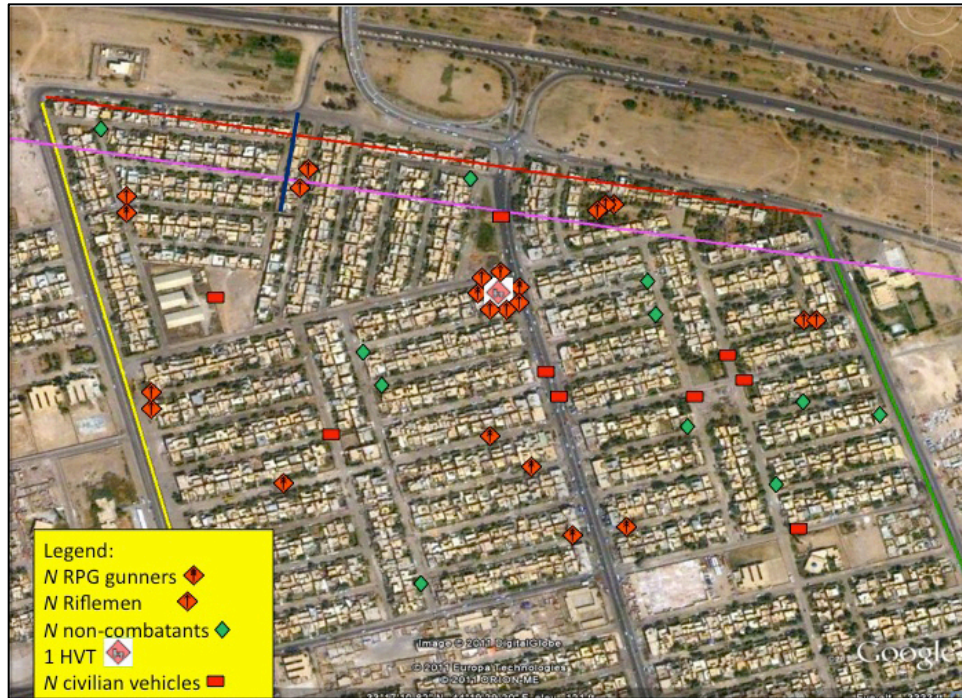 Legend:
N RPG gunners
N Riflemen
N non-combatants
1 HVT
N civilian vehicles
Image © 2011 DigitalGlobe
© 2011 Europa Technologies
© 2011 ORION-ME
Google